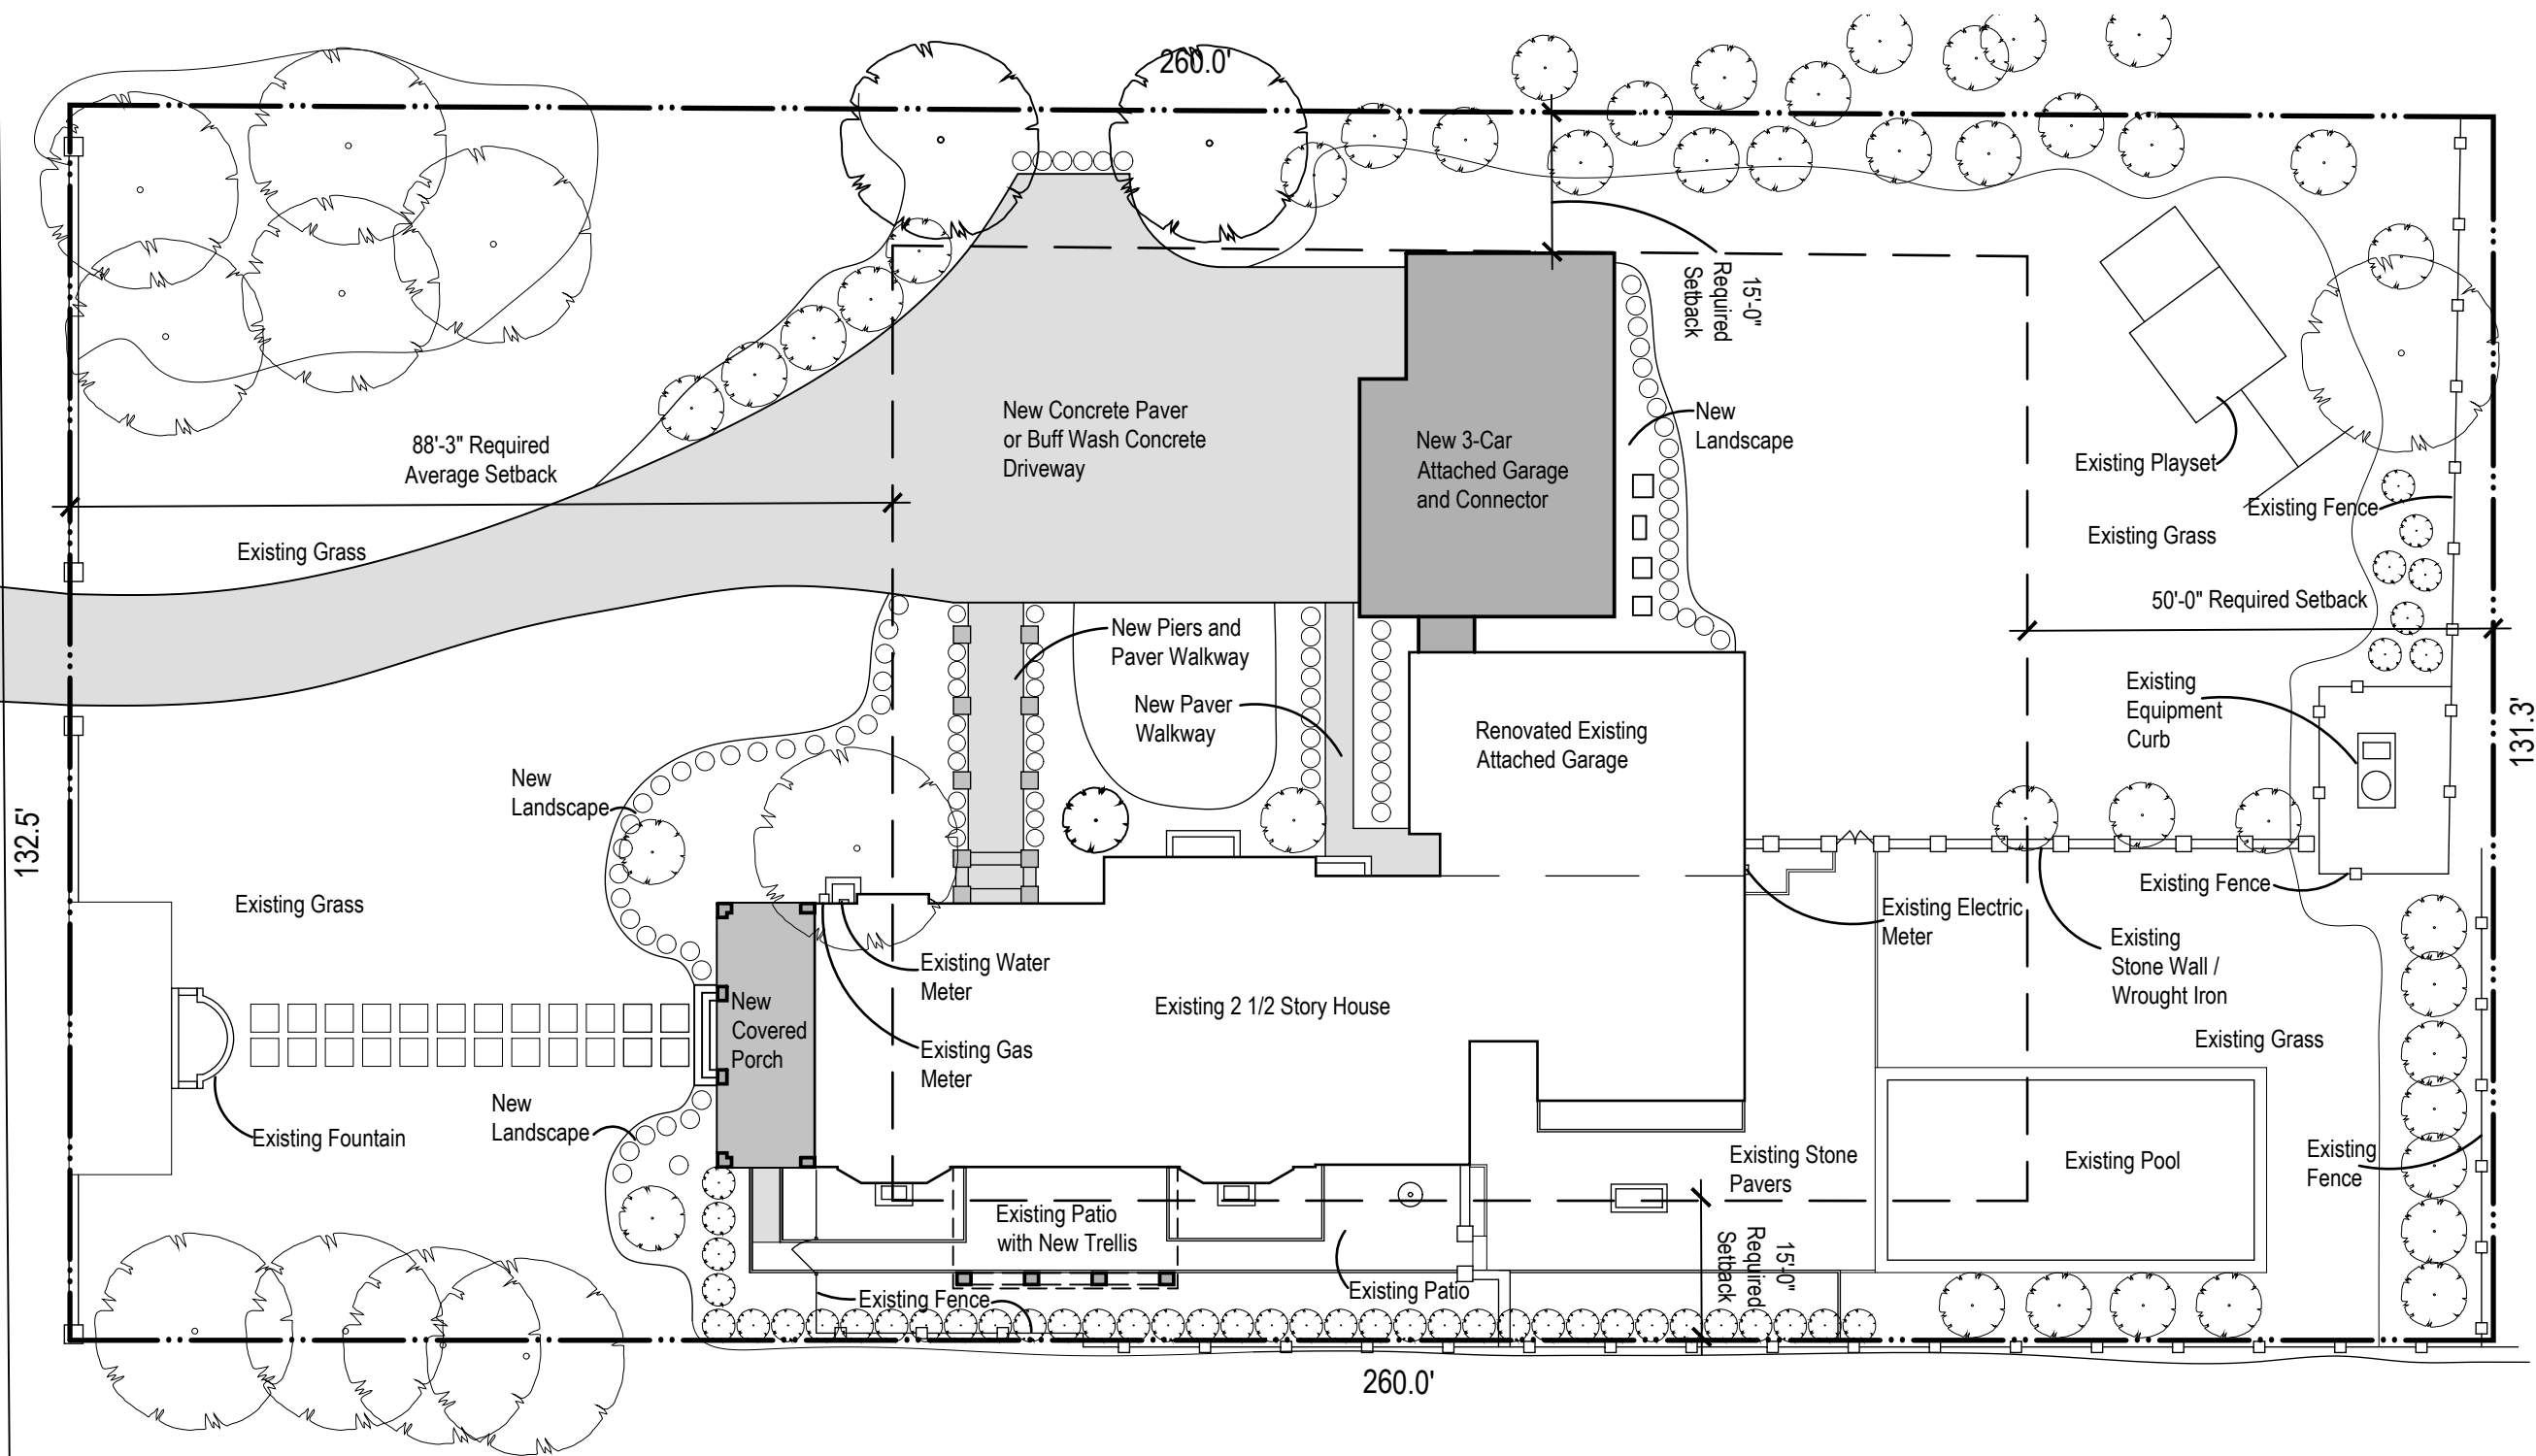 260.0'
15'-0"
Required
Setback
88'-3" Required
Average Setback
New Concrete Paver
or Buff Wash Concrete
Driveway
New 3-Car
Attached Garage
and Connector
New
Landscape
Existing Playset
Existing Fence
Existing Grass
Existing Grass
50'-0" Required Setback
New Piers and
Paver Walkway
New Paver
Walkway
Renovated Existing
Attached Garage
Existing
Equipment
Curb
131.3'
New
Landscape
132.5'
Existing Grass
Existing Fence
Existing Electric
Meter
Existing
Stone Wall /
Wrought Iron
Existing Water
Meter
New
Covered
Porch
Existing 2 1/2 Story House
Existing Gas
Meter
Existing Grass
New
Landscape
Existing Fountain
Existing Stone
Pavers
Existing Pool
Existing
Fence
Existing Patio
with New Trellis
15'-0"
Required
Setback
Existing Patio
Existing Fence
260.0'